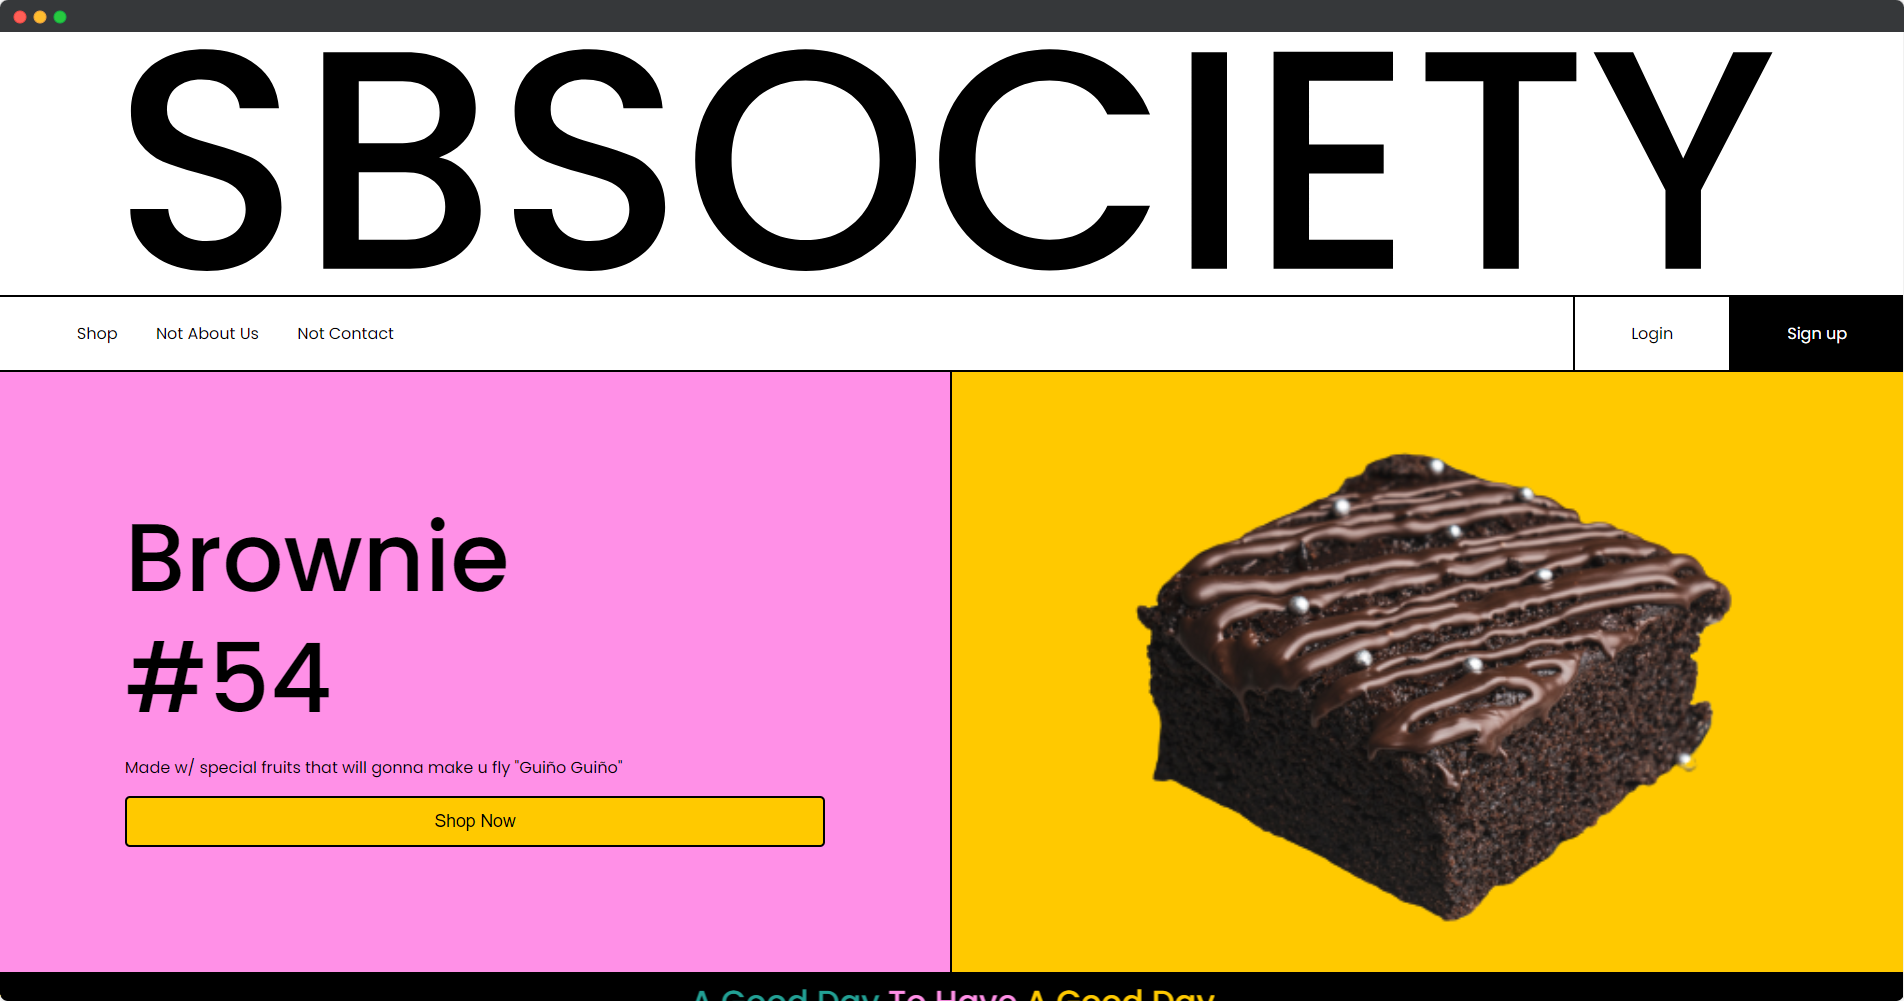 SBSOCIETY
Shop Not About Us Not Contact Login Sign up
Brownie
#54
Made w/ special fruits that will gonna make u fly "Guiño Guiño"
Shop Now
A Good Day To Have A Good Day